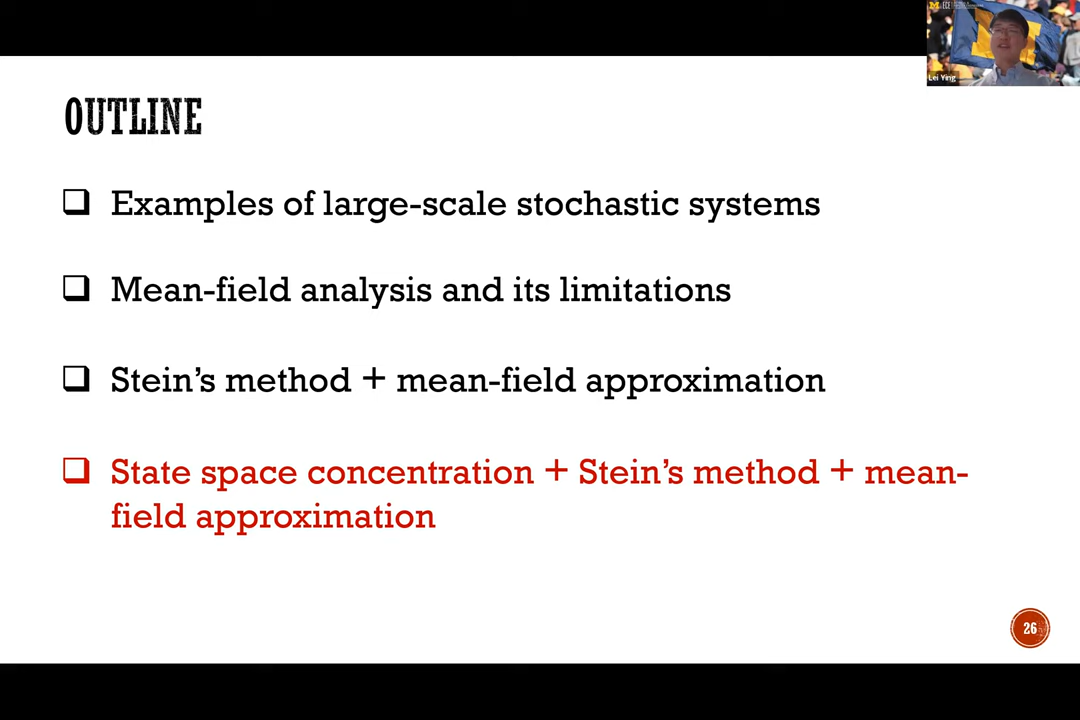 M ECE
Lei Ying
OUTLINE
❑ Examples of large-scale stochastic systems
❑ Mean-field analysis and its limitations
❑ Stein's method + mean-field approximation
❑ State space concentration + Stein's method + mean-
field approximation
26